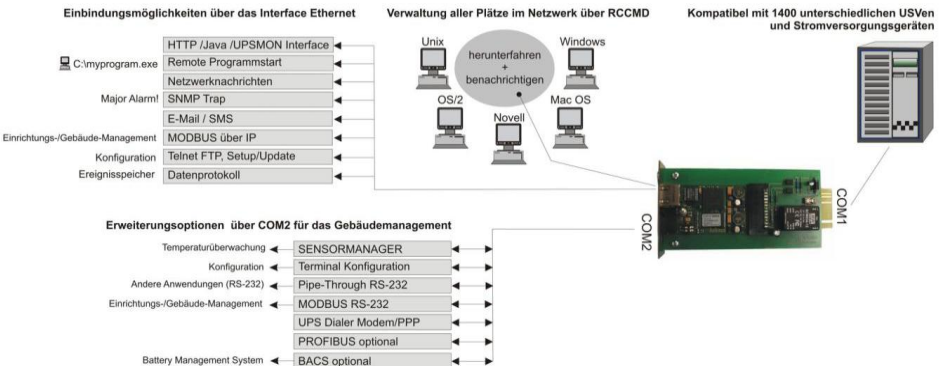 Einbindungsmöglichkeiten über das Interface Ethernet
HTTP /Java /UPSMON Interface
C:\myprogram.exe
Remote Programmstart
Netzwerknachrichten
Major Alarm!
SNMP Trap
E-Mail / SMS
Einrichtungs-/Gebäude-Management
MODBUS über IP
Konfiguration
Telnet FTP, Setup/Update
Ereignisspeicher
Datenprotokoll
Verwaltung aller Plätze im Netzwerk über RCCMD
Unix
Windows
herunterfahren
+
benachrichtigen
OS/2
Mac OS
Novell
Kompatibel mit 1400 unterschiedlichen USVen
und Stromversorgungsgeräten
COM1
COM2
Erweiterungsoptionen über COM2 für das Gebäudemanagement
Temperaturüberwachung
SENSORMANAGER
Konfiguration
Terminal Konfiguration
Andere Anwendungen (RS-232)
Pipe-Through RS-232
Einrichtungs-/Gebäude-Management
MODBUS RS-232
UPS Dialer Modem/PPP
PROFIBUS optional
Battery Management System
BACS optional